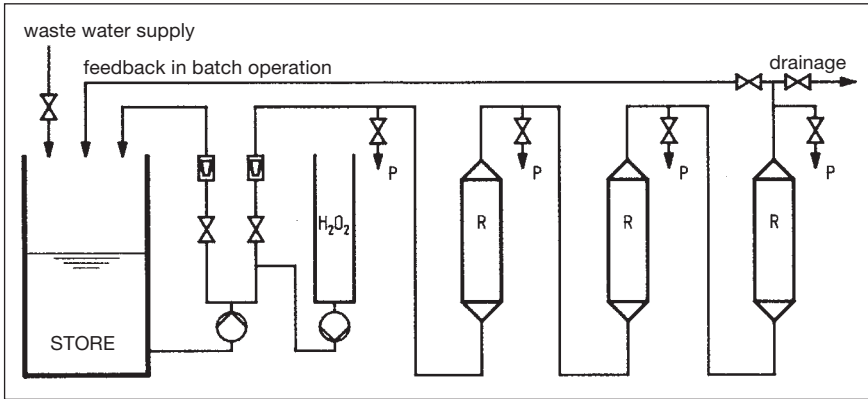 waste water supply
feedback in batch operation
drainage
P
P
P
P
H₂O₂
R
R
R
STORE